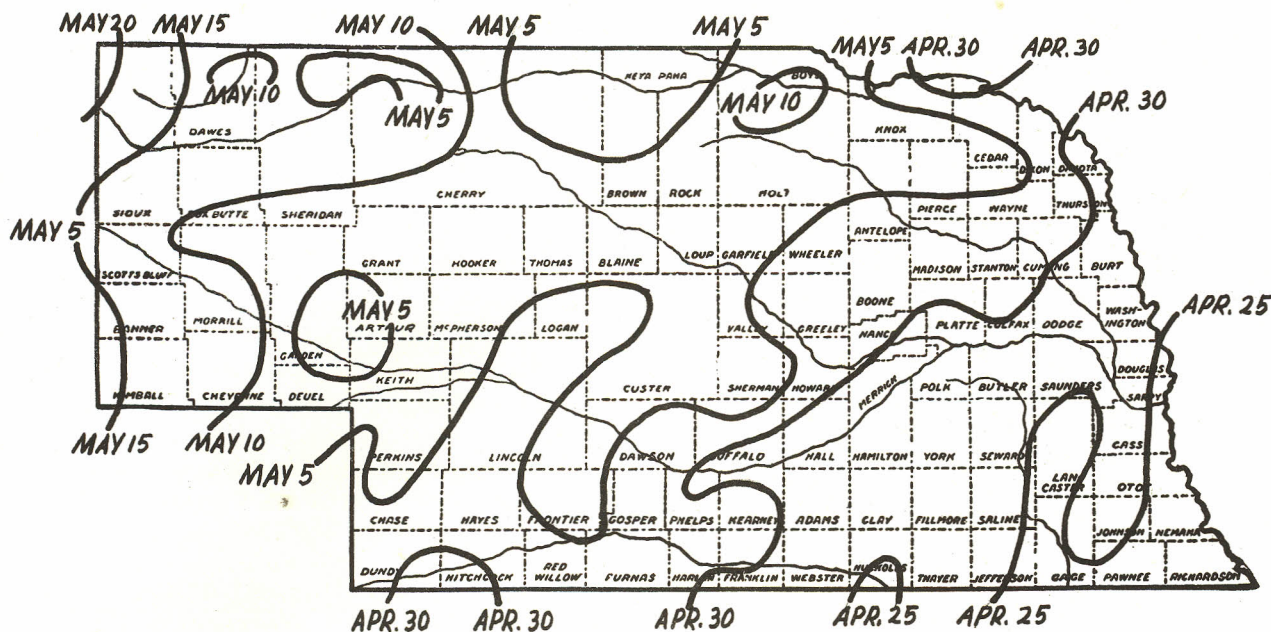 MAY 20 MAY 15 MAY 10 MAY 5 MAY 5 MAY 5 APR. 30 APR. 30
MAY 10 MAY 5 MAY 10 APR. 30
KEYA PAHA BOYD
DAWES KNOX
CEDAR DIXON DAKOTA
CHERRY BROWN ROCK HOLT
SIOUX BOX BUTTE SHERIDAN PIERCE WAYNE THURSTON
MAY 5
ANTELOPE
GRANT HOOKER THOMAS BLAINE LOUP GARFIELD WHEELER
SCOTTS BLUFF MADISON STANTON CUMING BURT
MAY 5 BOONE APR. 25
BANNER MORRILL ARTHUR McPHERSON LOGAN VALLEY GREELEY NANCE PLATTE COLFAX DODGE WASH-
INGTON
GARDEN KEITH DOUGLAS
KIMBALL CHEYENNE DEUEL CUSTER SHERMAN HOWARD MERRICK POLK BUTLER SAUNDERS SARPY
MAY 15 MAY 10 MAY 5
CASS
PERKINS LINCOLN DAWSON BUFFALO HALL HAMILTON YORK SEWARD
LAN
CASTER OTOE
CHASE HAYES FRONTIER GOSPER PHELPS KEARNEY ADAMS CLAY FILLMORE SALINE
JOHNSON NEMAHA
DUNDY HITCHCOCK RED
WILLOW FURNAS HARLAN FRANKLIN WEBSTER NUCKOLLS THAYER JEFFERSON GAGE PAWNEE RICHARDSON
APR. 30 APR. 30 APR. 30 APR. 25 APR. 25